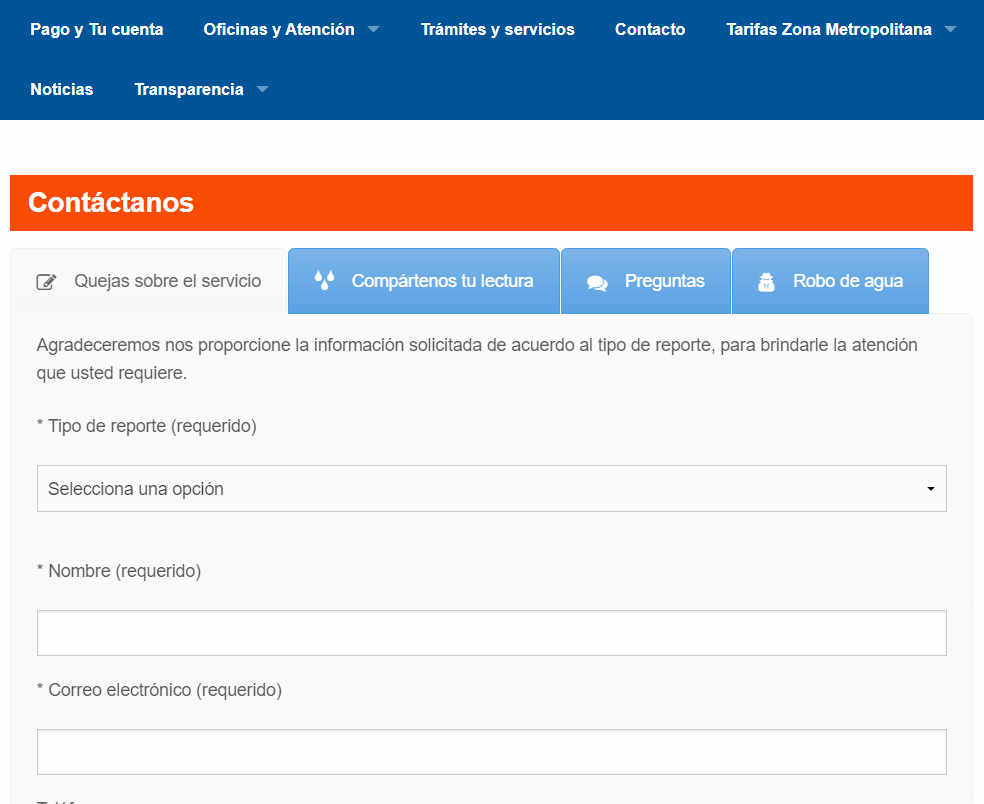 Pago y Tu cuenta Oficinas y Atención Trámites y servicios Contacto Tarifas Zona Metropolitana
Noticias Transparencia
Contáctanos
Quejas sobre el servicio Compártenos tu lectura Preguntas Robo de agua
Agradeceremos nos proporcione la información solicitada de acuerdo al tipo de reporte, para brindarle la atención
que usted requiere.
* Tipo de reporte (requerido)
Selecciona una opción
* Nombre (requerido)
* Correo electrónico (requerido)